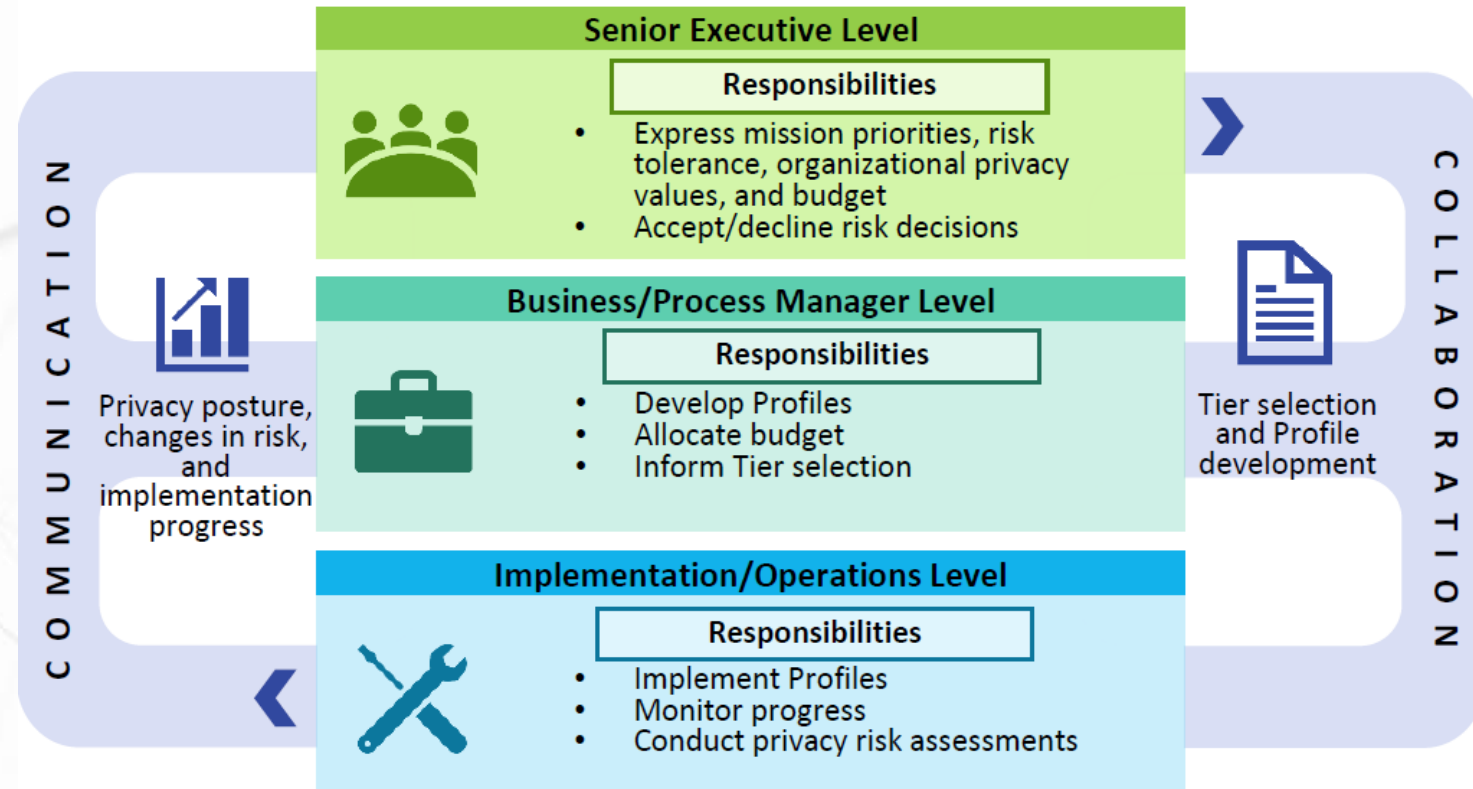 Senior Executive Level
Responsibilities
• Express mission priorities, risk
tolerance, organizational privacy
values, and budget
• Accept/decline risk decisions
COMMUNICATION
Privacy posture,
changes in risk,
and
implementation
progress
Business/Process Manager Level
Responsibilities
• Develop Profiles
• Allocate budget
• Inform Tier selection
Tier selection
and Profile
development
COLLABORATION
Implementation/Operations Level
Responsibilities
• Implement Profiles
• Monitor progress
• Conduct privacy risk assessments